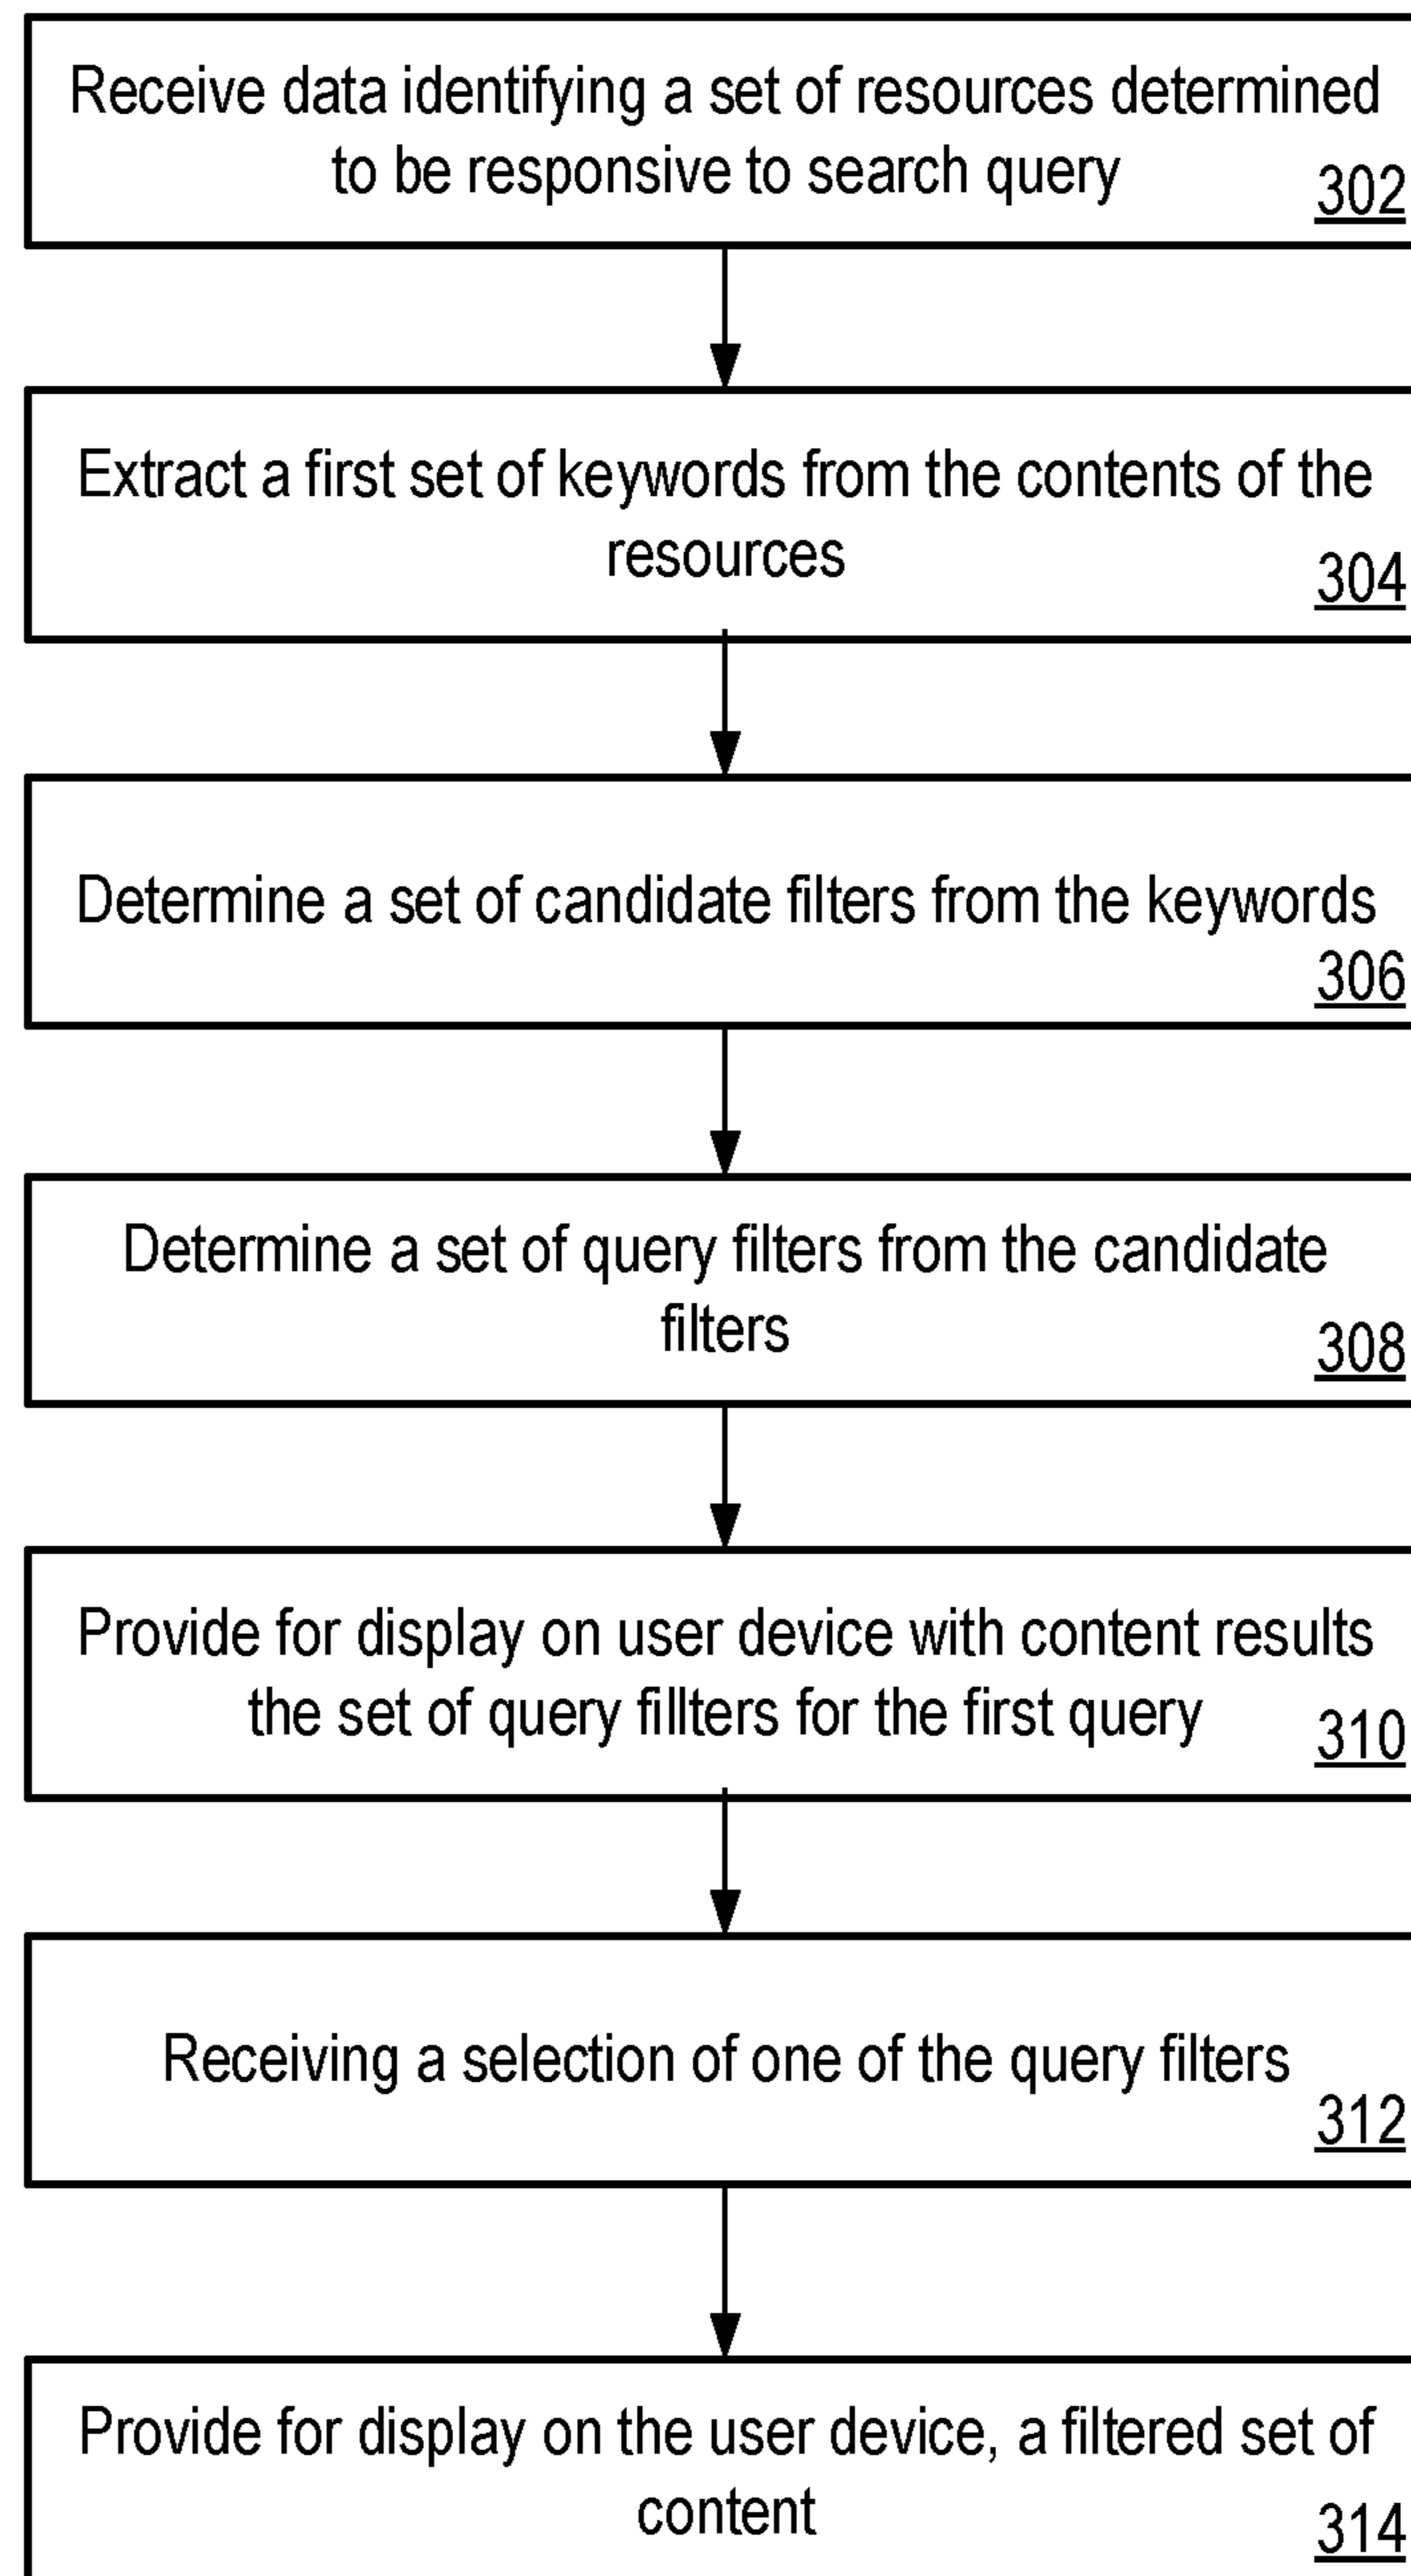 Receive data identifying a set of resources determined
to be responsive to search query
302
Extract a first set of keywords from the contents of the
resources
304
Determine a set of candidate filters from the keywords
306
Determine a set of query filters from the candidate
filters
308
Provide for display on user device with content results
the set of query fillters for the first query
310
Receiving a selection of one of the query filters
312
Provide for display on the user device, a filtered set of
content
314